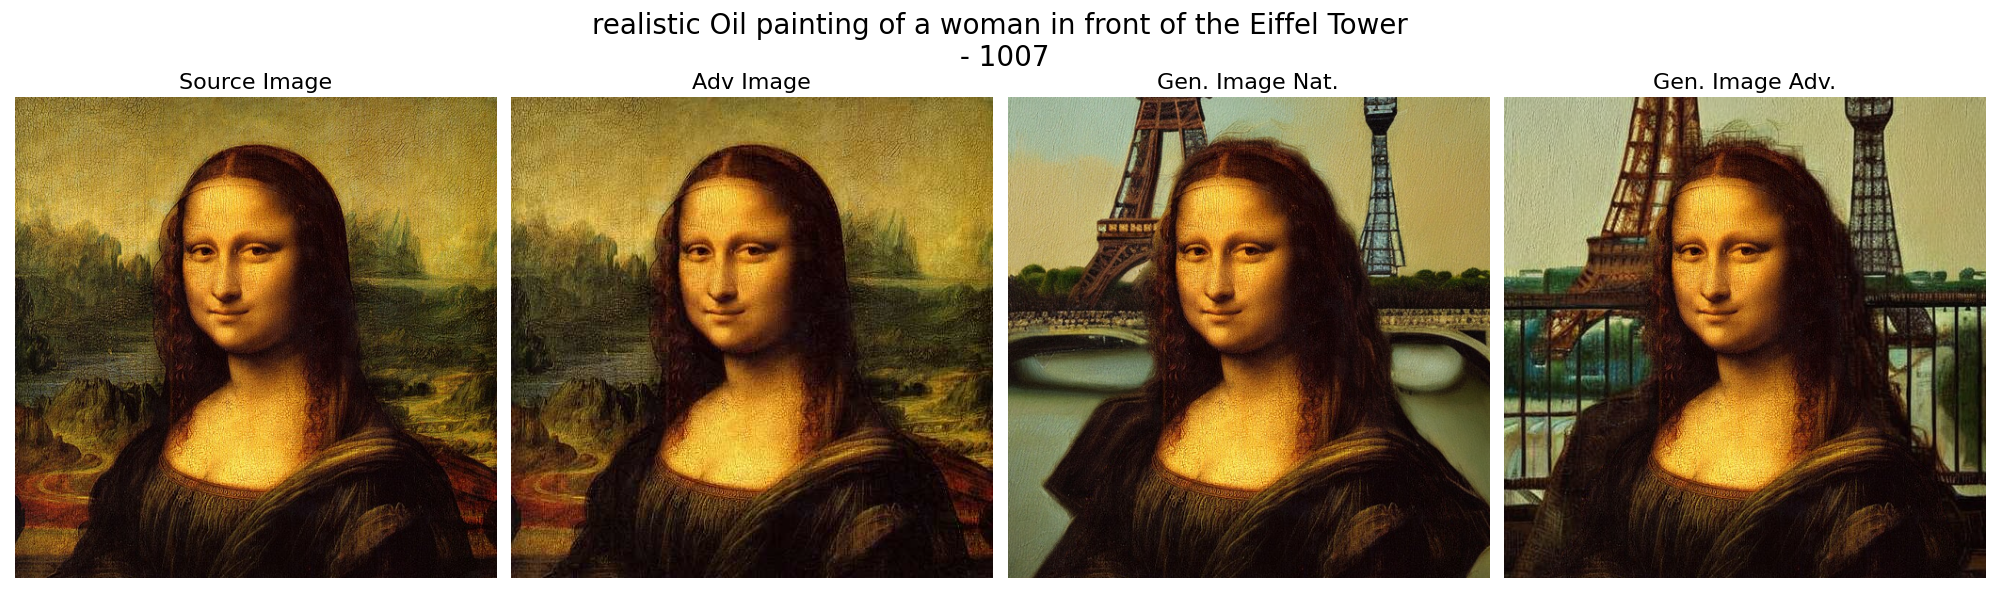 realistic Oil painting of a woman in front of the Eiffel Tower
- 1007
Source Image
Adv Image
Gen. Image Nat.
Gen. Image Adv.